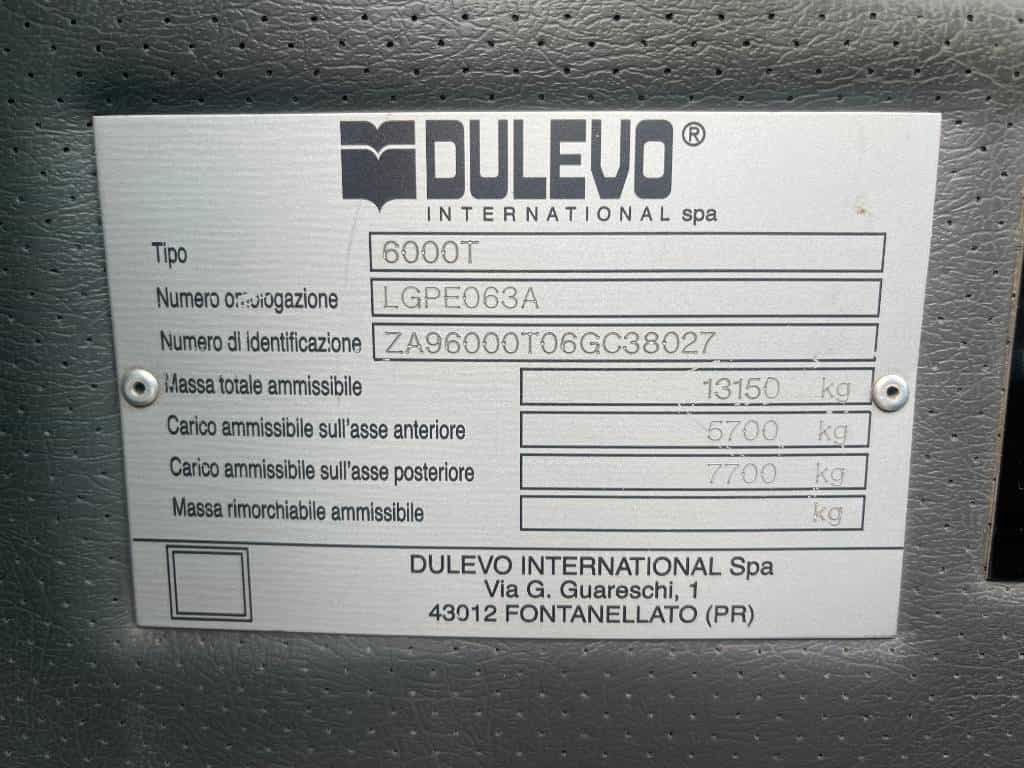 DULEVO®
INTERNATIONAL spa
Tipo 6000T
Numero omologazione LGPE063A
Numero di identificazione ZA96000T06GC38027
Massa totale ammissibile 13150 kg
Carico ammissibile sull'asse anteriore 5700 kg
Carico ammissibile sull'asse posteriore 7700 kg
Massa rimorchiabile ammissibile kg
DULEVO INTERNATIONAL Spa
Via G. Guareschi, 1
43012 FONTANELLATO (PR)